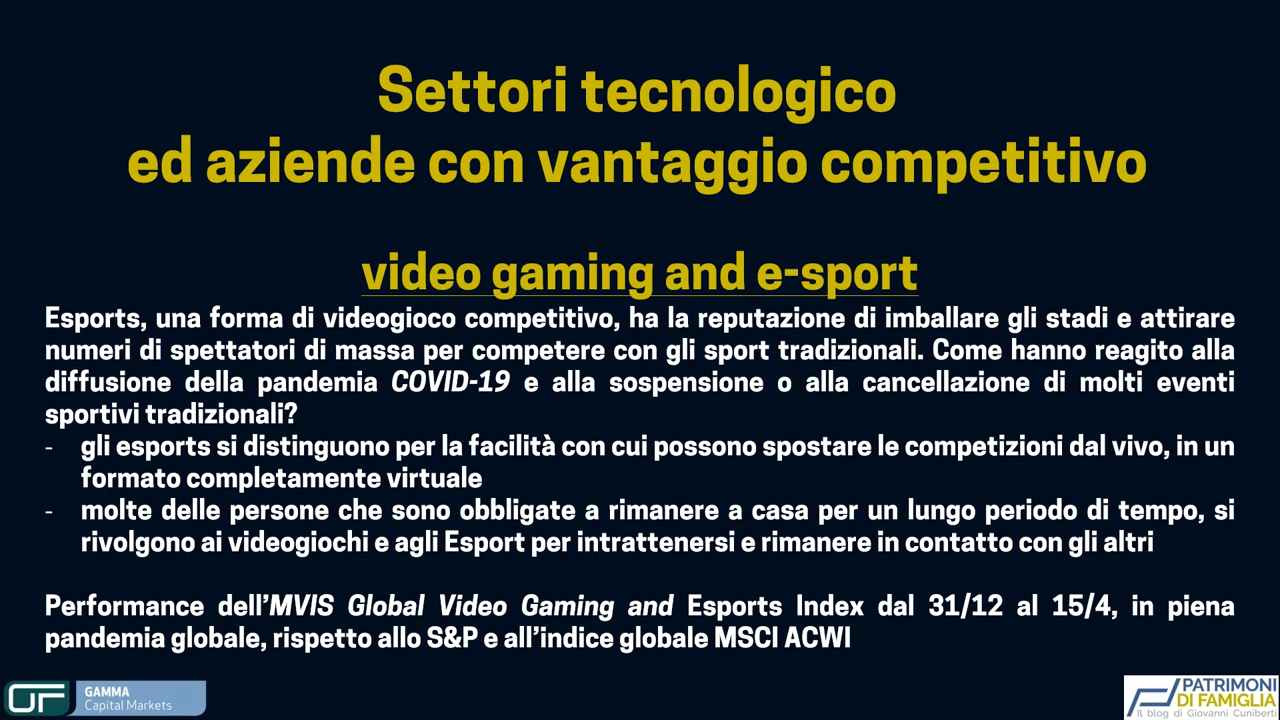 Settori tecnologico
ed aziende con vantaggio competitivo
video gaming and e-sport
Esports, una forma di videogioco competitivo, ha la reputazione di imballare gli stadi e attirare
numeri di spettatori di massa per competere con gli sport tradizionali. Come hanno reagito alla
diffusione della pandemia COVID-19 e alla sospensione o alla cancellazione di molti eventi
sportivi tradizionali?
- gli esports si distinguono per la facilità con cui possono spostare le competizioni dal vivo, in un
formato completamente virtuale
- molte delle persone che sono obbligate a rimanere a casa per un lungo periodo di tempo, si
rivolgono ai videogiochi e agli Esport per intrattenersi e rimanere in contatto con gli altri
Performance dell’MVIS Global Video Gaming and Esports Index dal 31/12 al 15/4, in piena
pandemia globale, rispetto allo S&P e all’indice globale MSCI ACWI
GAMMA
Capital Markets
PATRIMONI
DI FAMIGLIA
Il blog di Giovanni Cuniberti